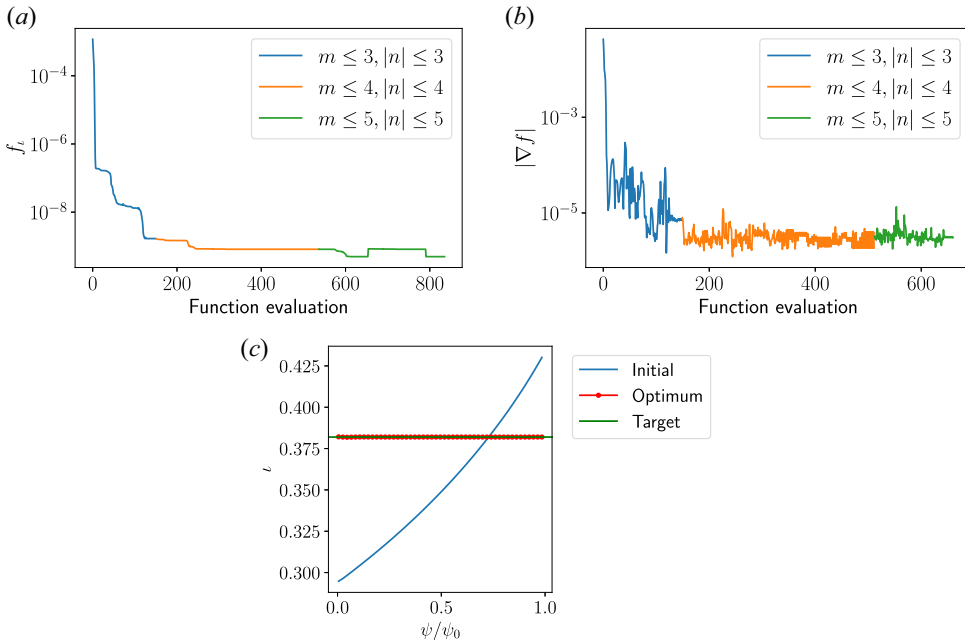 (a)
10⁻⁴
10⁻⁶
10⁻⁸
f_ι
m ≤ 3, |n| ≤ 3
m ≤ 4, |n| ≤ 4
m ≤ 5, |n| ≤ 5
0 200 400 600 800
Function evaluation
(b)
10⁻³
10⁻⁵
|∇f|
m ≤ 3, |n| ≤ 3
m ≤ 4, |n| ≤ 4
m ≤ 5, |n| ≤ 5
0 200 400 600
Function evaluation
(c)
0.425
0.400
0.375
0.350
0.325
0.300
ι
0.0 0.5 1.0
ψ/ψ₀
Initial
Optimum
Target